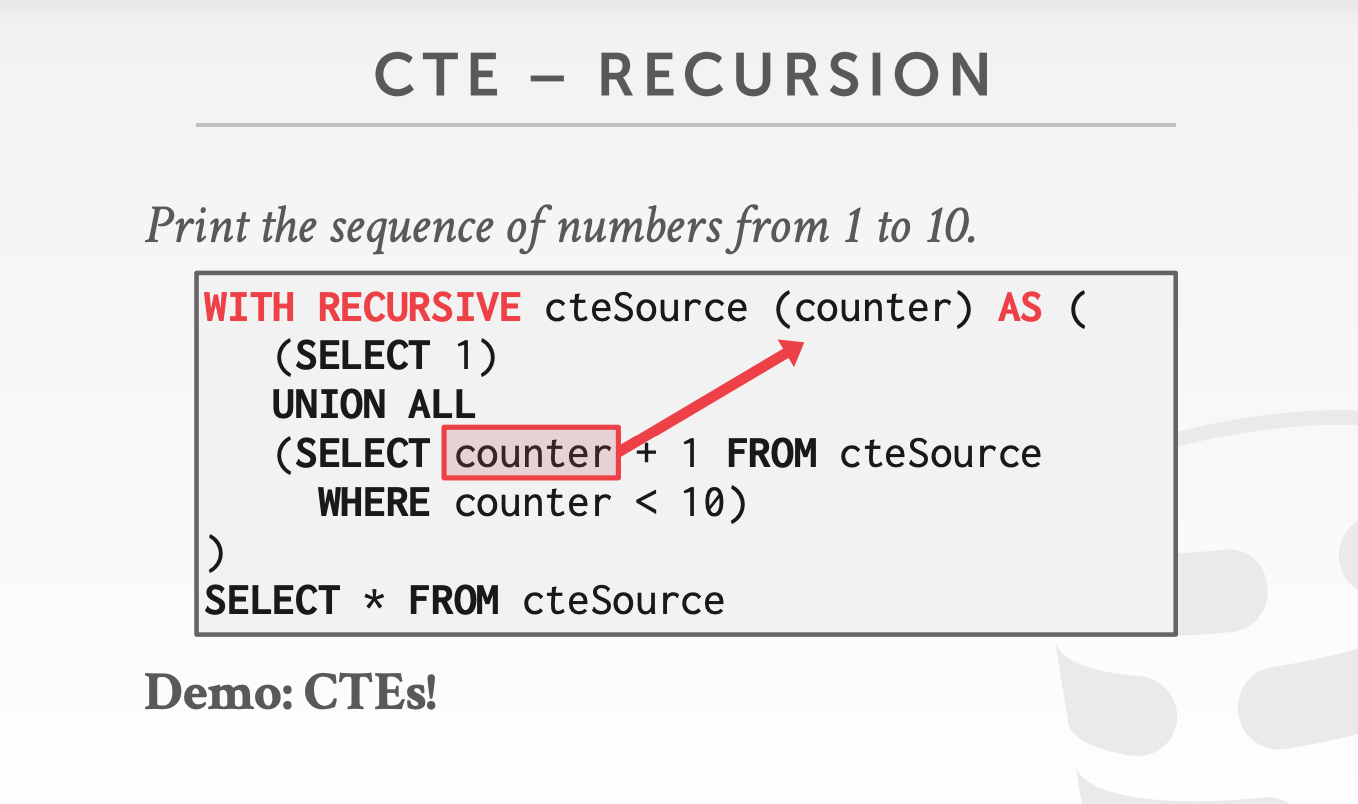 CTE – RECURSION
Print the sequence of numbers from 1 to 10.
WITH RECURSIVE cteSource (counter) AS (
(SELECT 1)
UNION ALL
(SELECT counter + 1 FROM cteSource
WHERE counter < 10)
)
SELECT * FROM cteSource
Demo: CTEs!